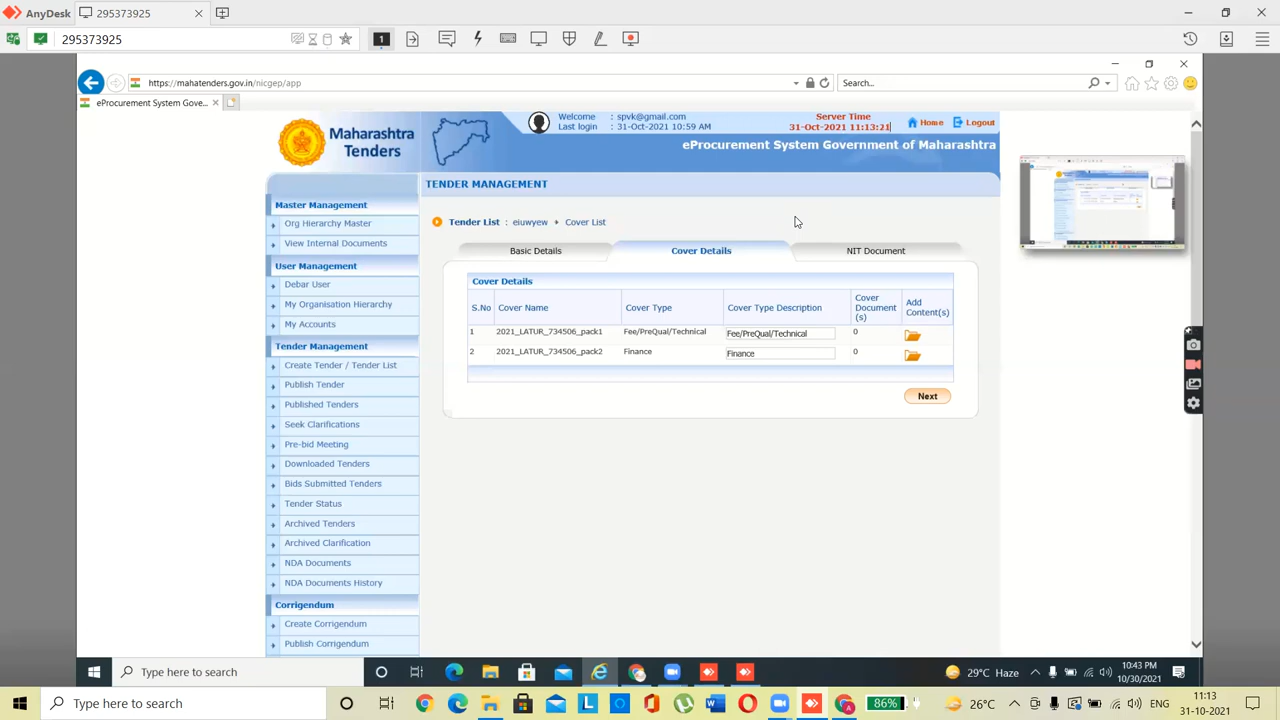 AnyDesk 295373925
295373925 1
https://mahatenders.gov.in/nicgep/app Search...
eProcurement System Gove...
Maharashtra
Tenders
Welcome : spvk@gmail.com
Last login : 31-Oct-2021 10:59 AM
Server Time
31-Oct-2021 11:13:21
Home Logout
eProcurement System Government of Maharashtra
TENDER MANAGEMENT
Tender List : eiuwyew Cover List
Basic Details Cover Details NIT Document
Cover Details
S.No Cover Name Cover Type Cover Type Description Cover Document (s) Add Content(s)
1 2021_LATUR_734506_pack1 Fee/PreQual/Technical Fee/PreQual/Technical 0
2 2021_LATUR_734506_pack2 Finance Finance 0
Next
Master Management
Org Hierarchy Master
View Internal Documents
User Management
Debar User
My Organisation Hierarchy
My Accounts
Tender Management
Create Tender / Tender List
Publish Tender
Published Tenders
Seek Clarifications
Pre-bid Meeting
Downloaded Tenders
Bids Submitted Tenders
Tender Status
Archived Tenders
Archived Clarification
NDA Documents
NDA Documents History
Corrigendum
Create Corrigendum
Publish Corrigendum
Type here to search 29°C Haze 10:43 PM
10/30/2021
Type here to search 86% 26°C ENG 11:13
31-10-2021